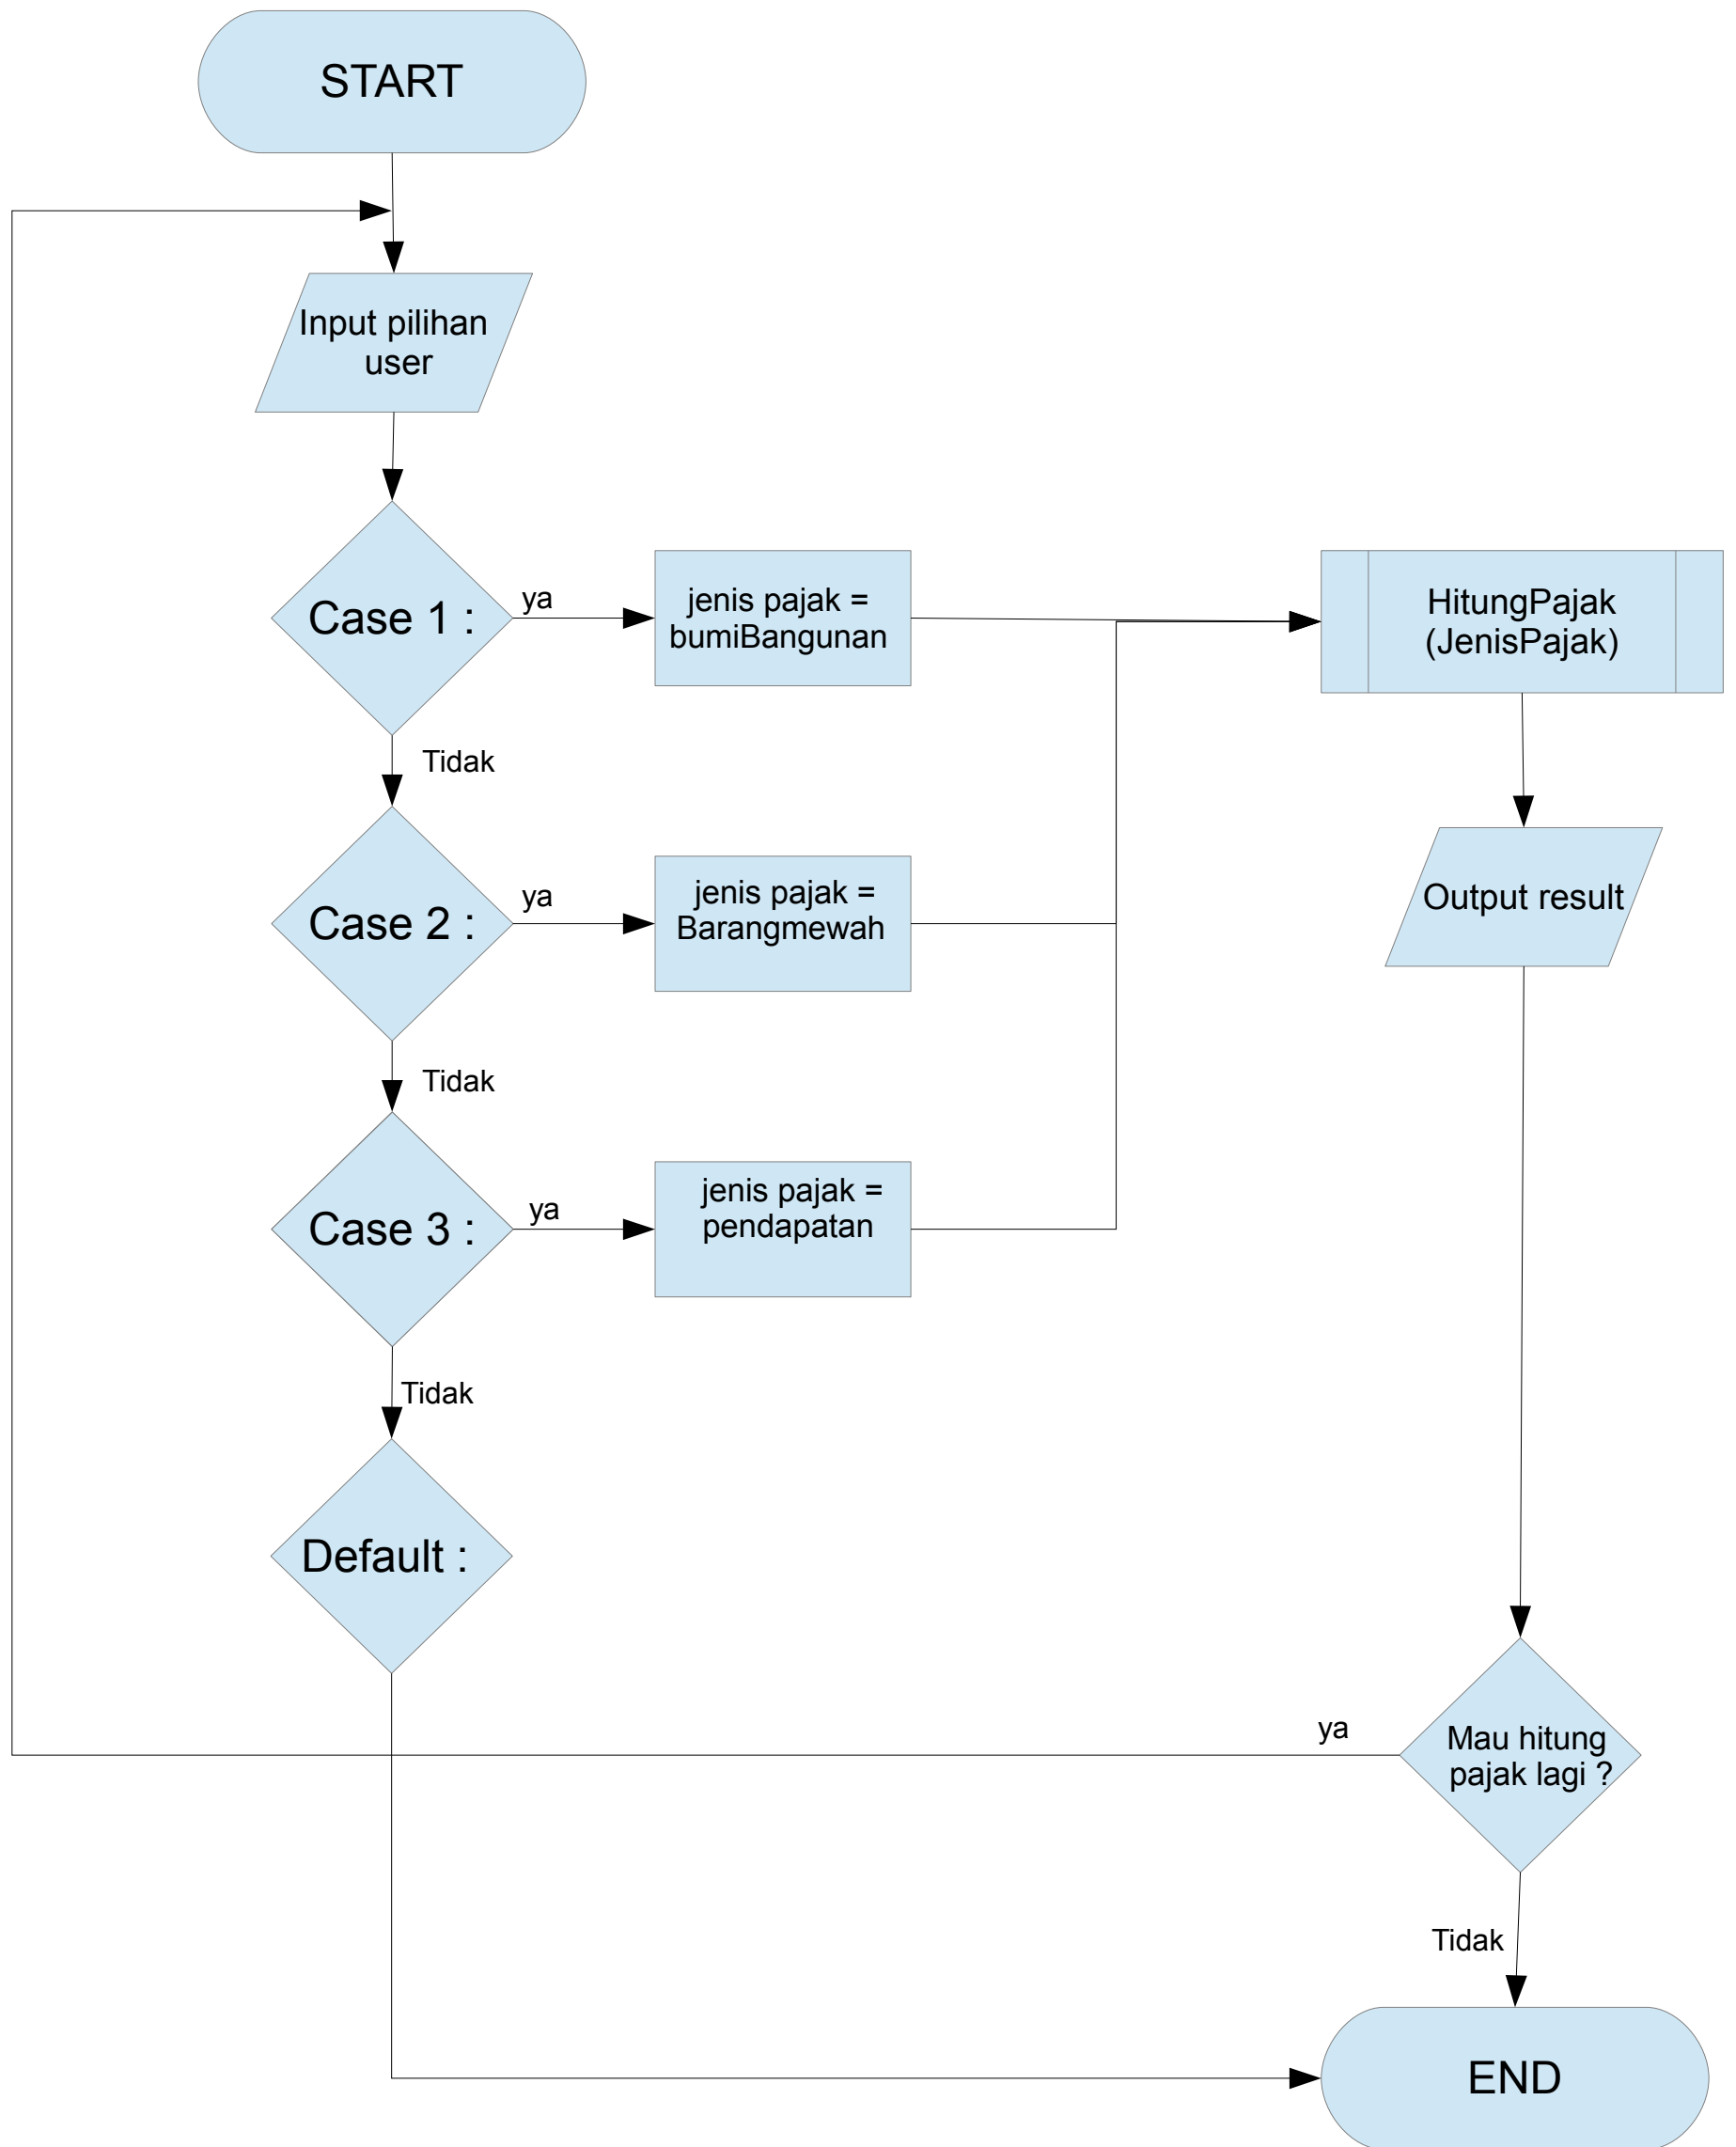 START
Input pilihan
user
Case 1 :
ya
jenis pajak =
bumiBangunan
HitungPajak
(JenisPajak)
Tidak
Case 2 :
ya
jenis pajak =
Barangmewah
Output result
Tidak
Case 3 :
ya
jenis pajak =
pendapatan
Tidak
Default :
ya
Mau hitung
pajak lagi ?
Tidak
END